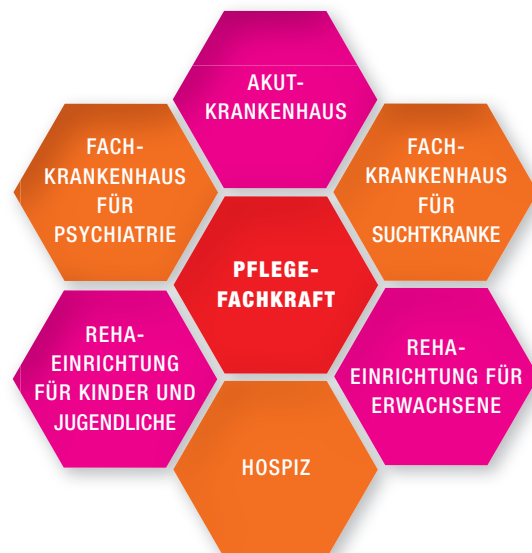 AKUT-
KRANKENHAUS
FACH-
KRANKENHAUS
FÜR
PSYCHIATRIE
FACH-
KRANKENHAUS
FÜR
SUCHTKRANKE
PFLEGE-
FACHKRAFT
REHA-
EINRICHTUNG
FÜR KINDER UND
JUGENDLICHE
REHA-
EINRICHTUNG FÜR
ERWACHSENE
HOSPIZ